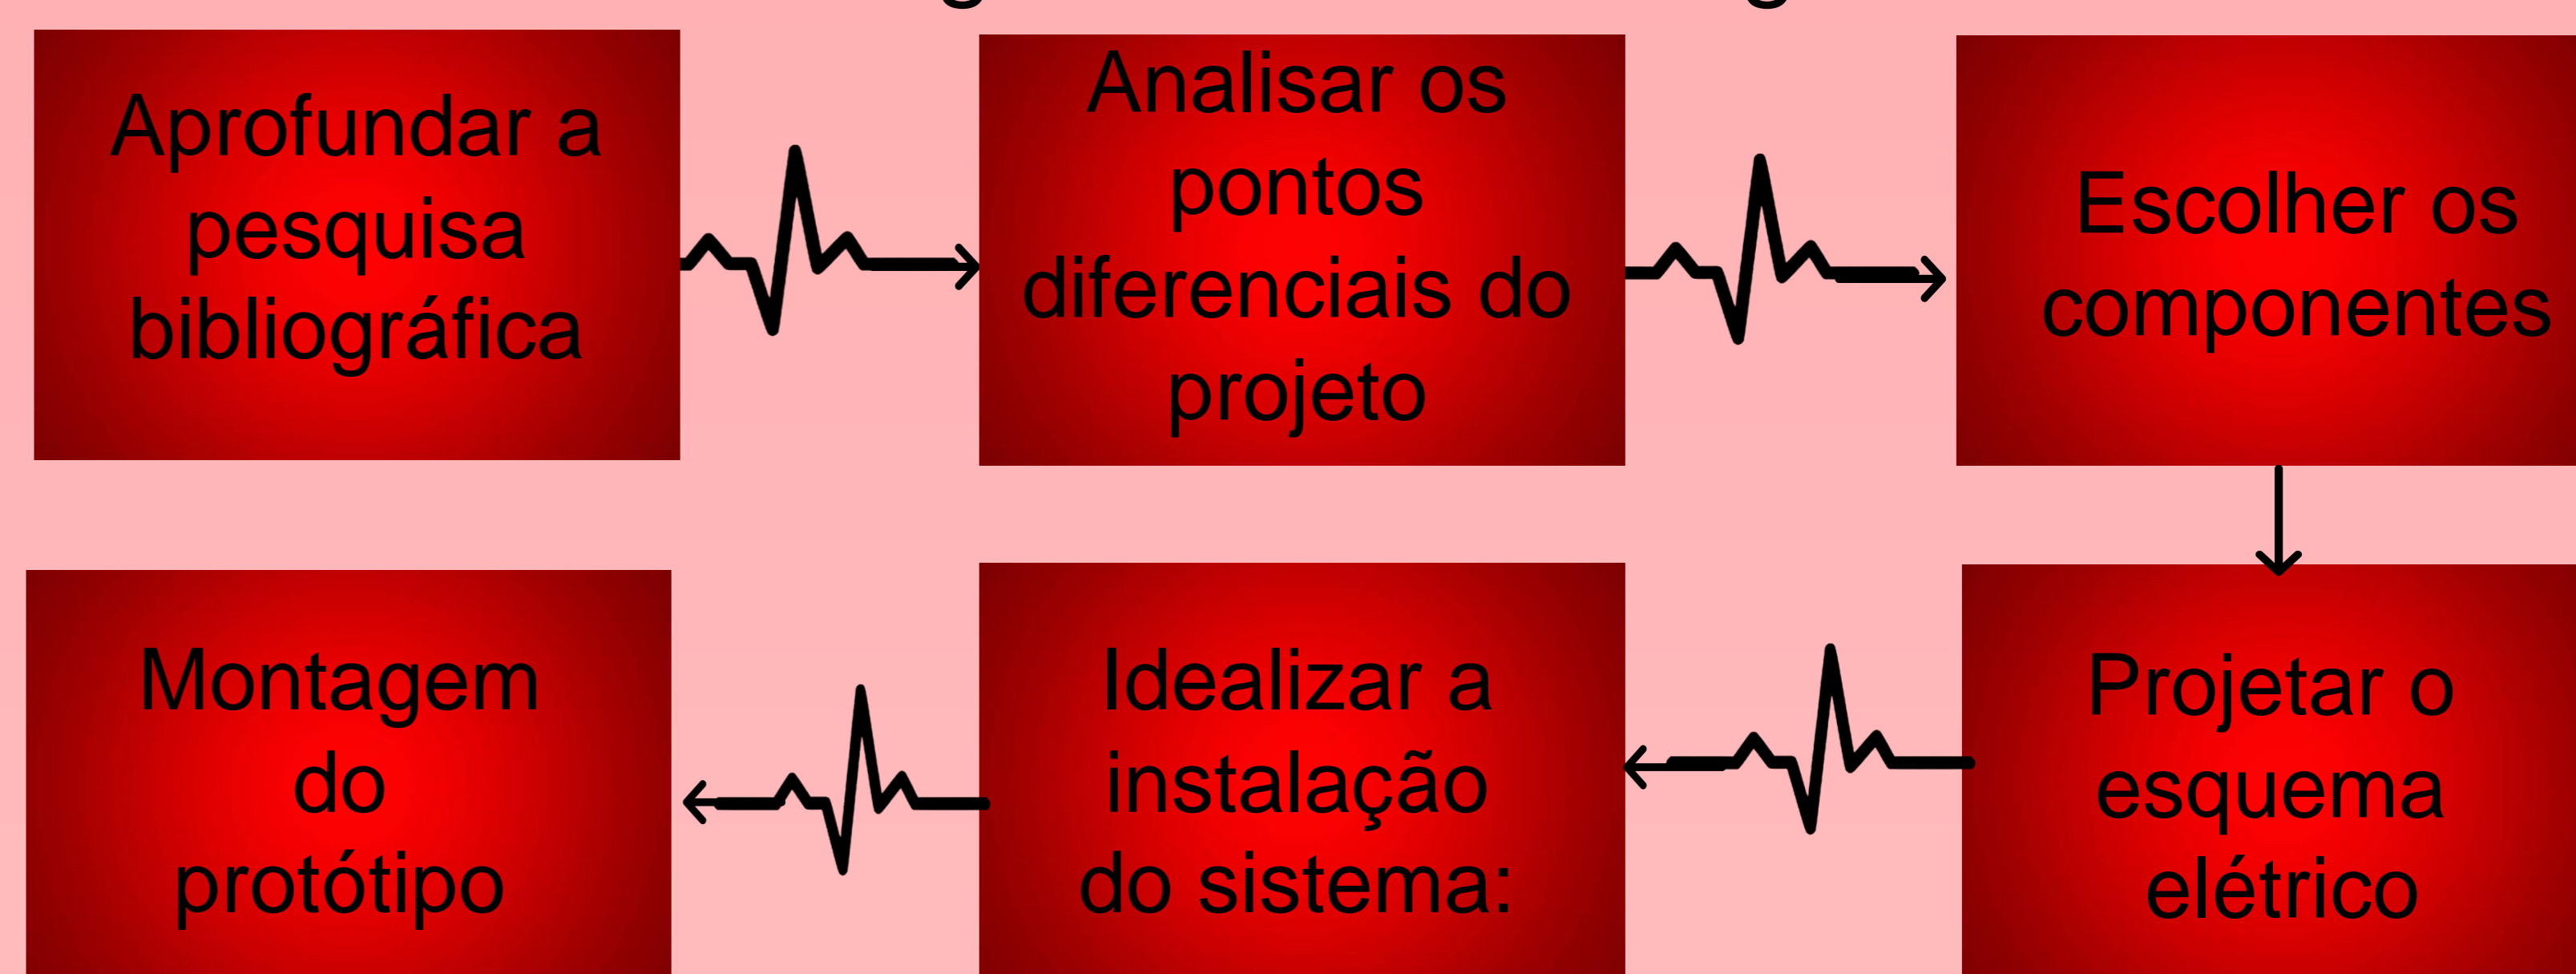 Aprofundar a
pesquisa
bibliográfica
Analisar os
pontos
diferenciais do
projeto
Escolher os
componentes
Projetar o
esquema
elétrico
Idealizar a
instalação
do sistema:
Montagem
do
protótipo